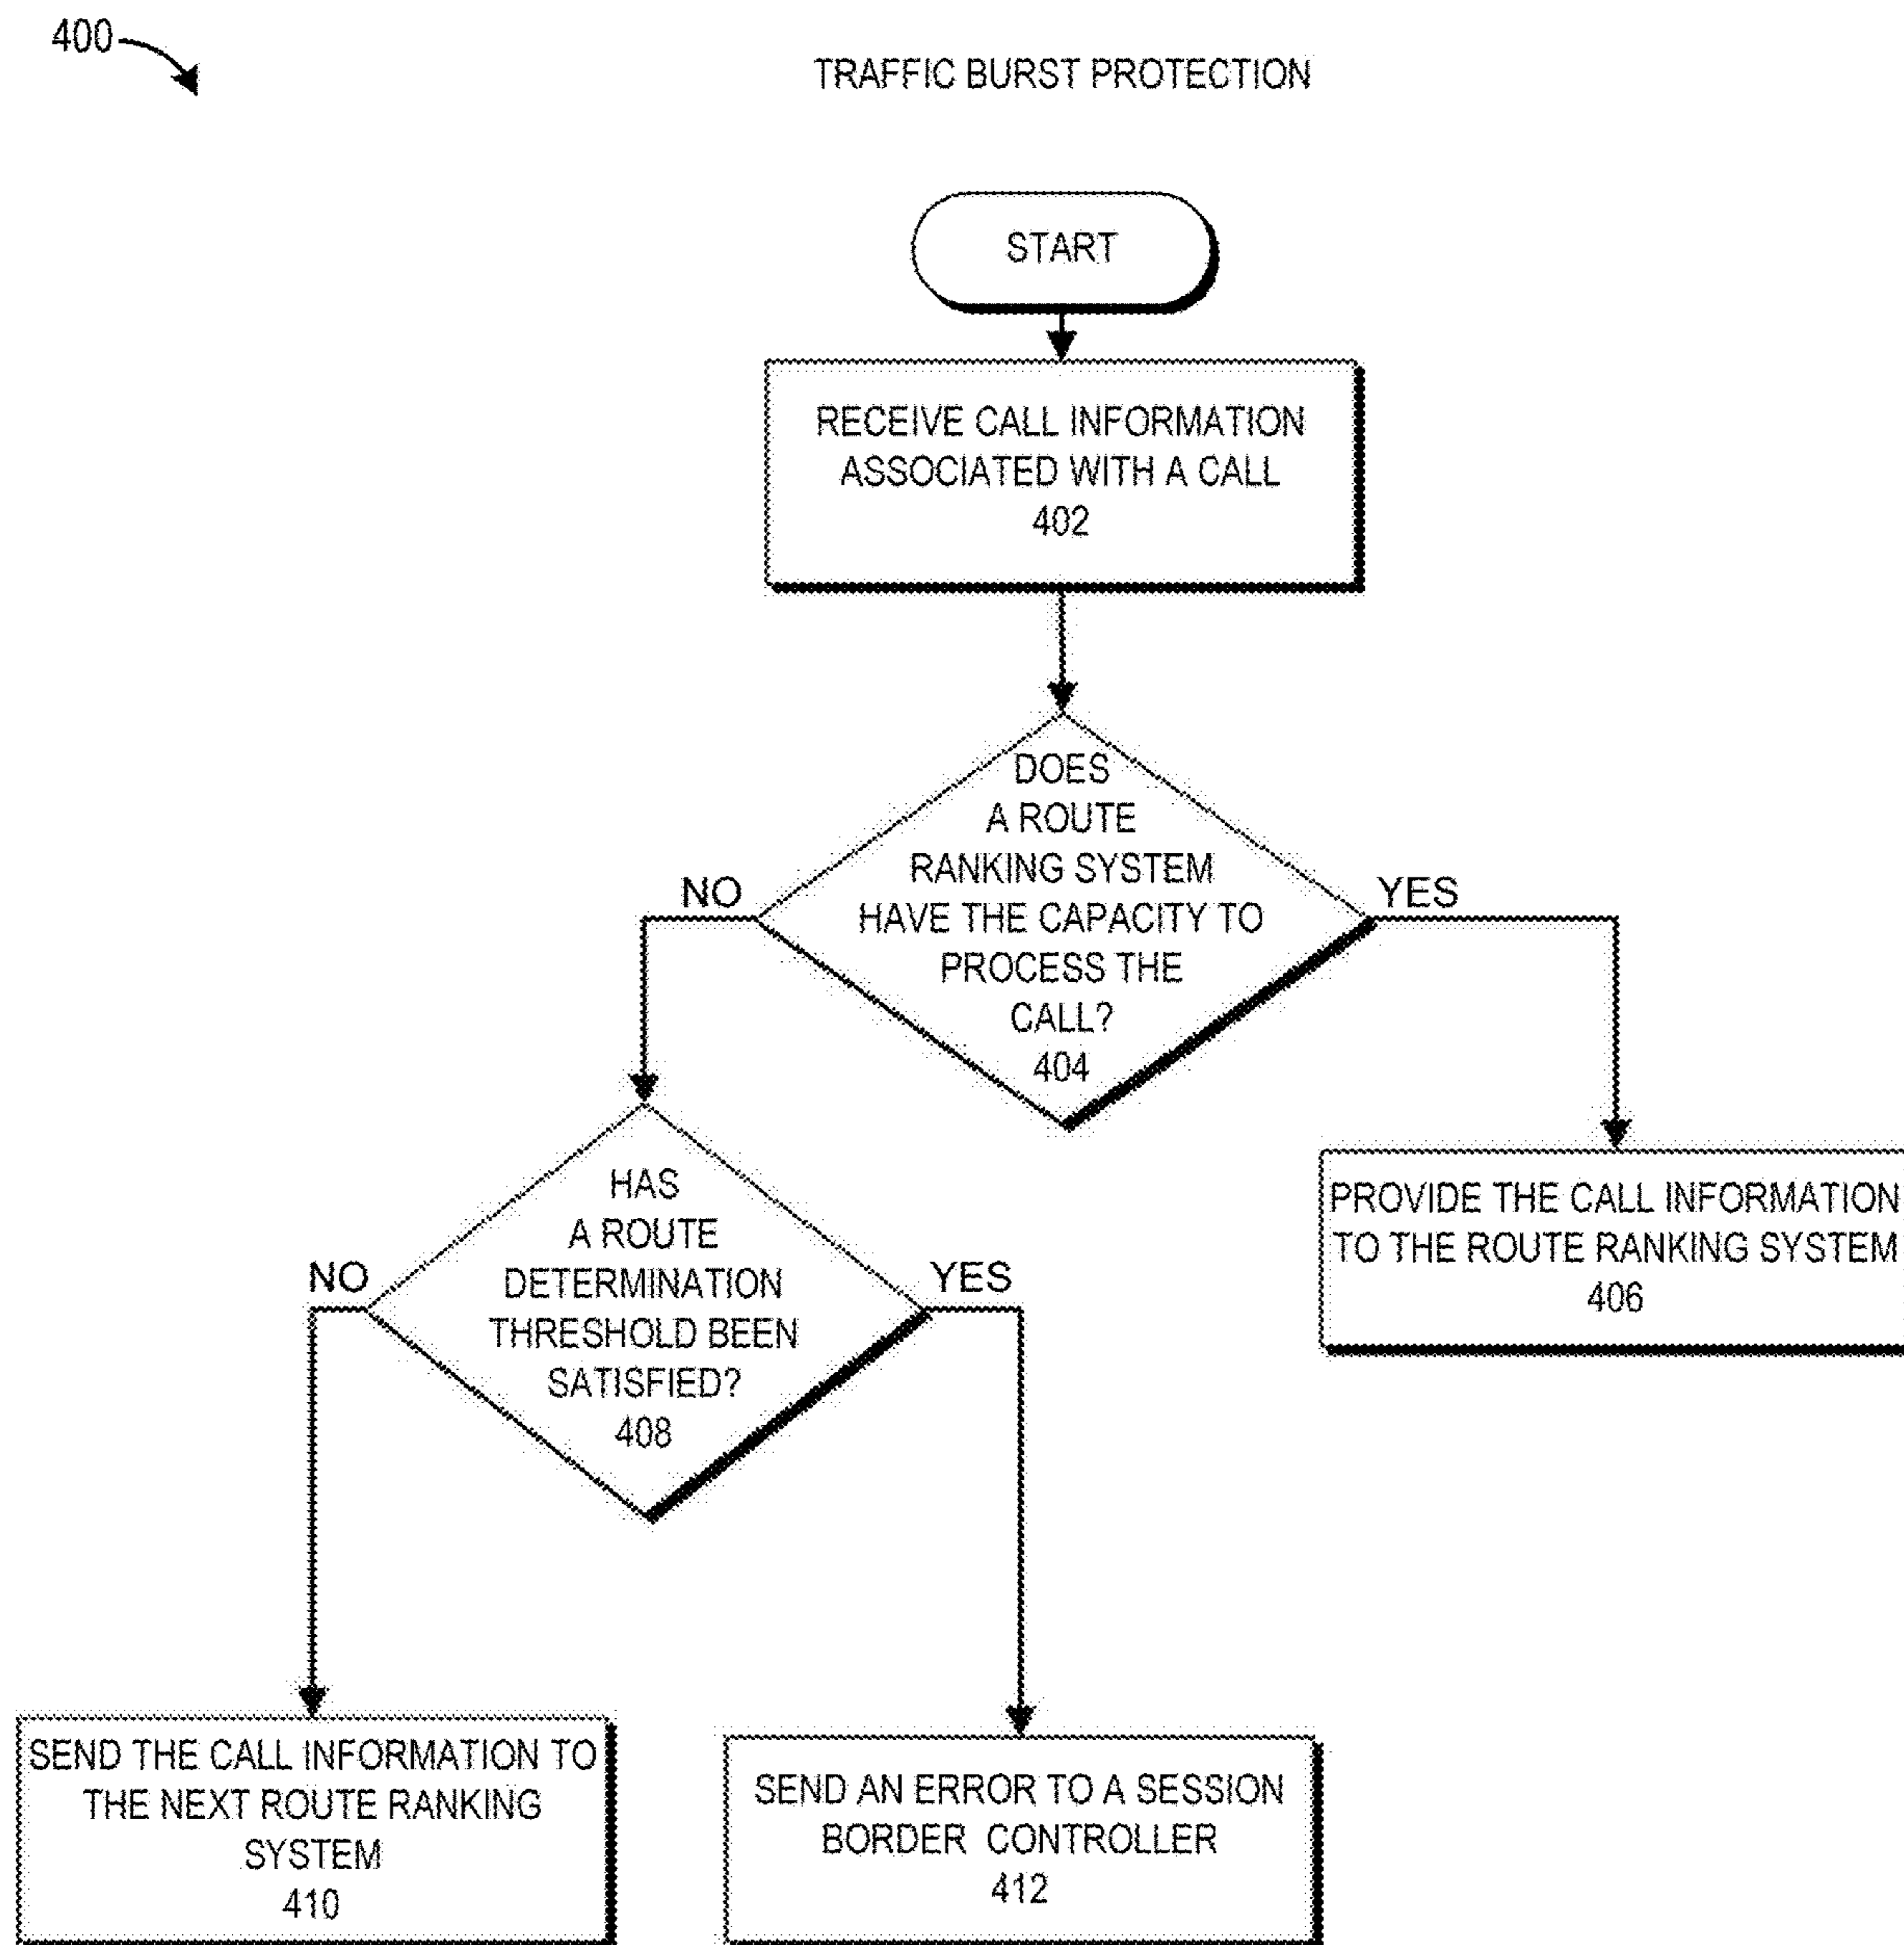 400
TRAFFIC BURST PROTECTION
START
RECEIVE CALL INFORMATION
ASSOCIATED WITH A CALL
402
DOES
A ROUTE
RANKING SYSTEM
HAVE THE CAPACITY TO
PROCESS THE
CALL?
404
NO
YES
PROVIDE THE CALL INFORMATION
TO THE ROUTE RANKING SYSTEM
406
HAS
A ROUTE
DETERMINATION
THRESHOLD BEEN
SATISFIED?
408
NO
YES
SEND THE CALL INFORMATION TO
THE NEXT ROUTE RANKING
SYSTEM
410
SEND AN ERROR TO A SESSION
BORDER CONTROLLER
412